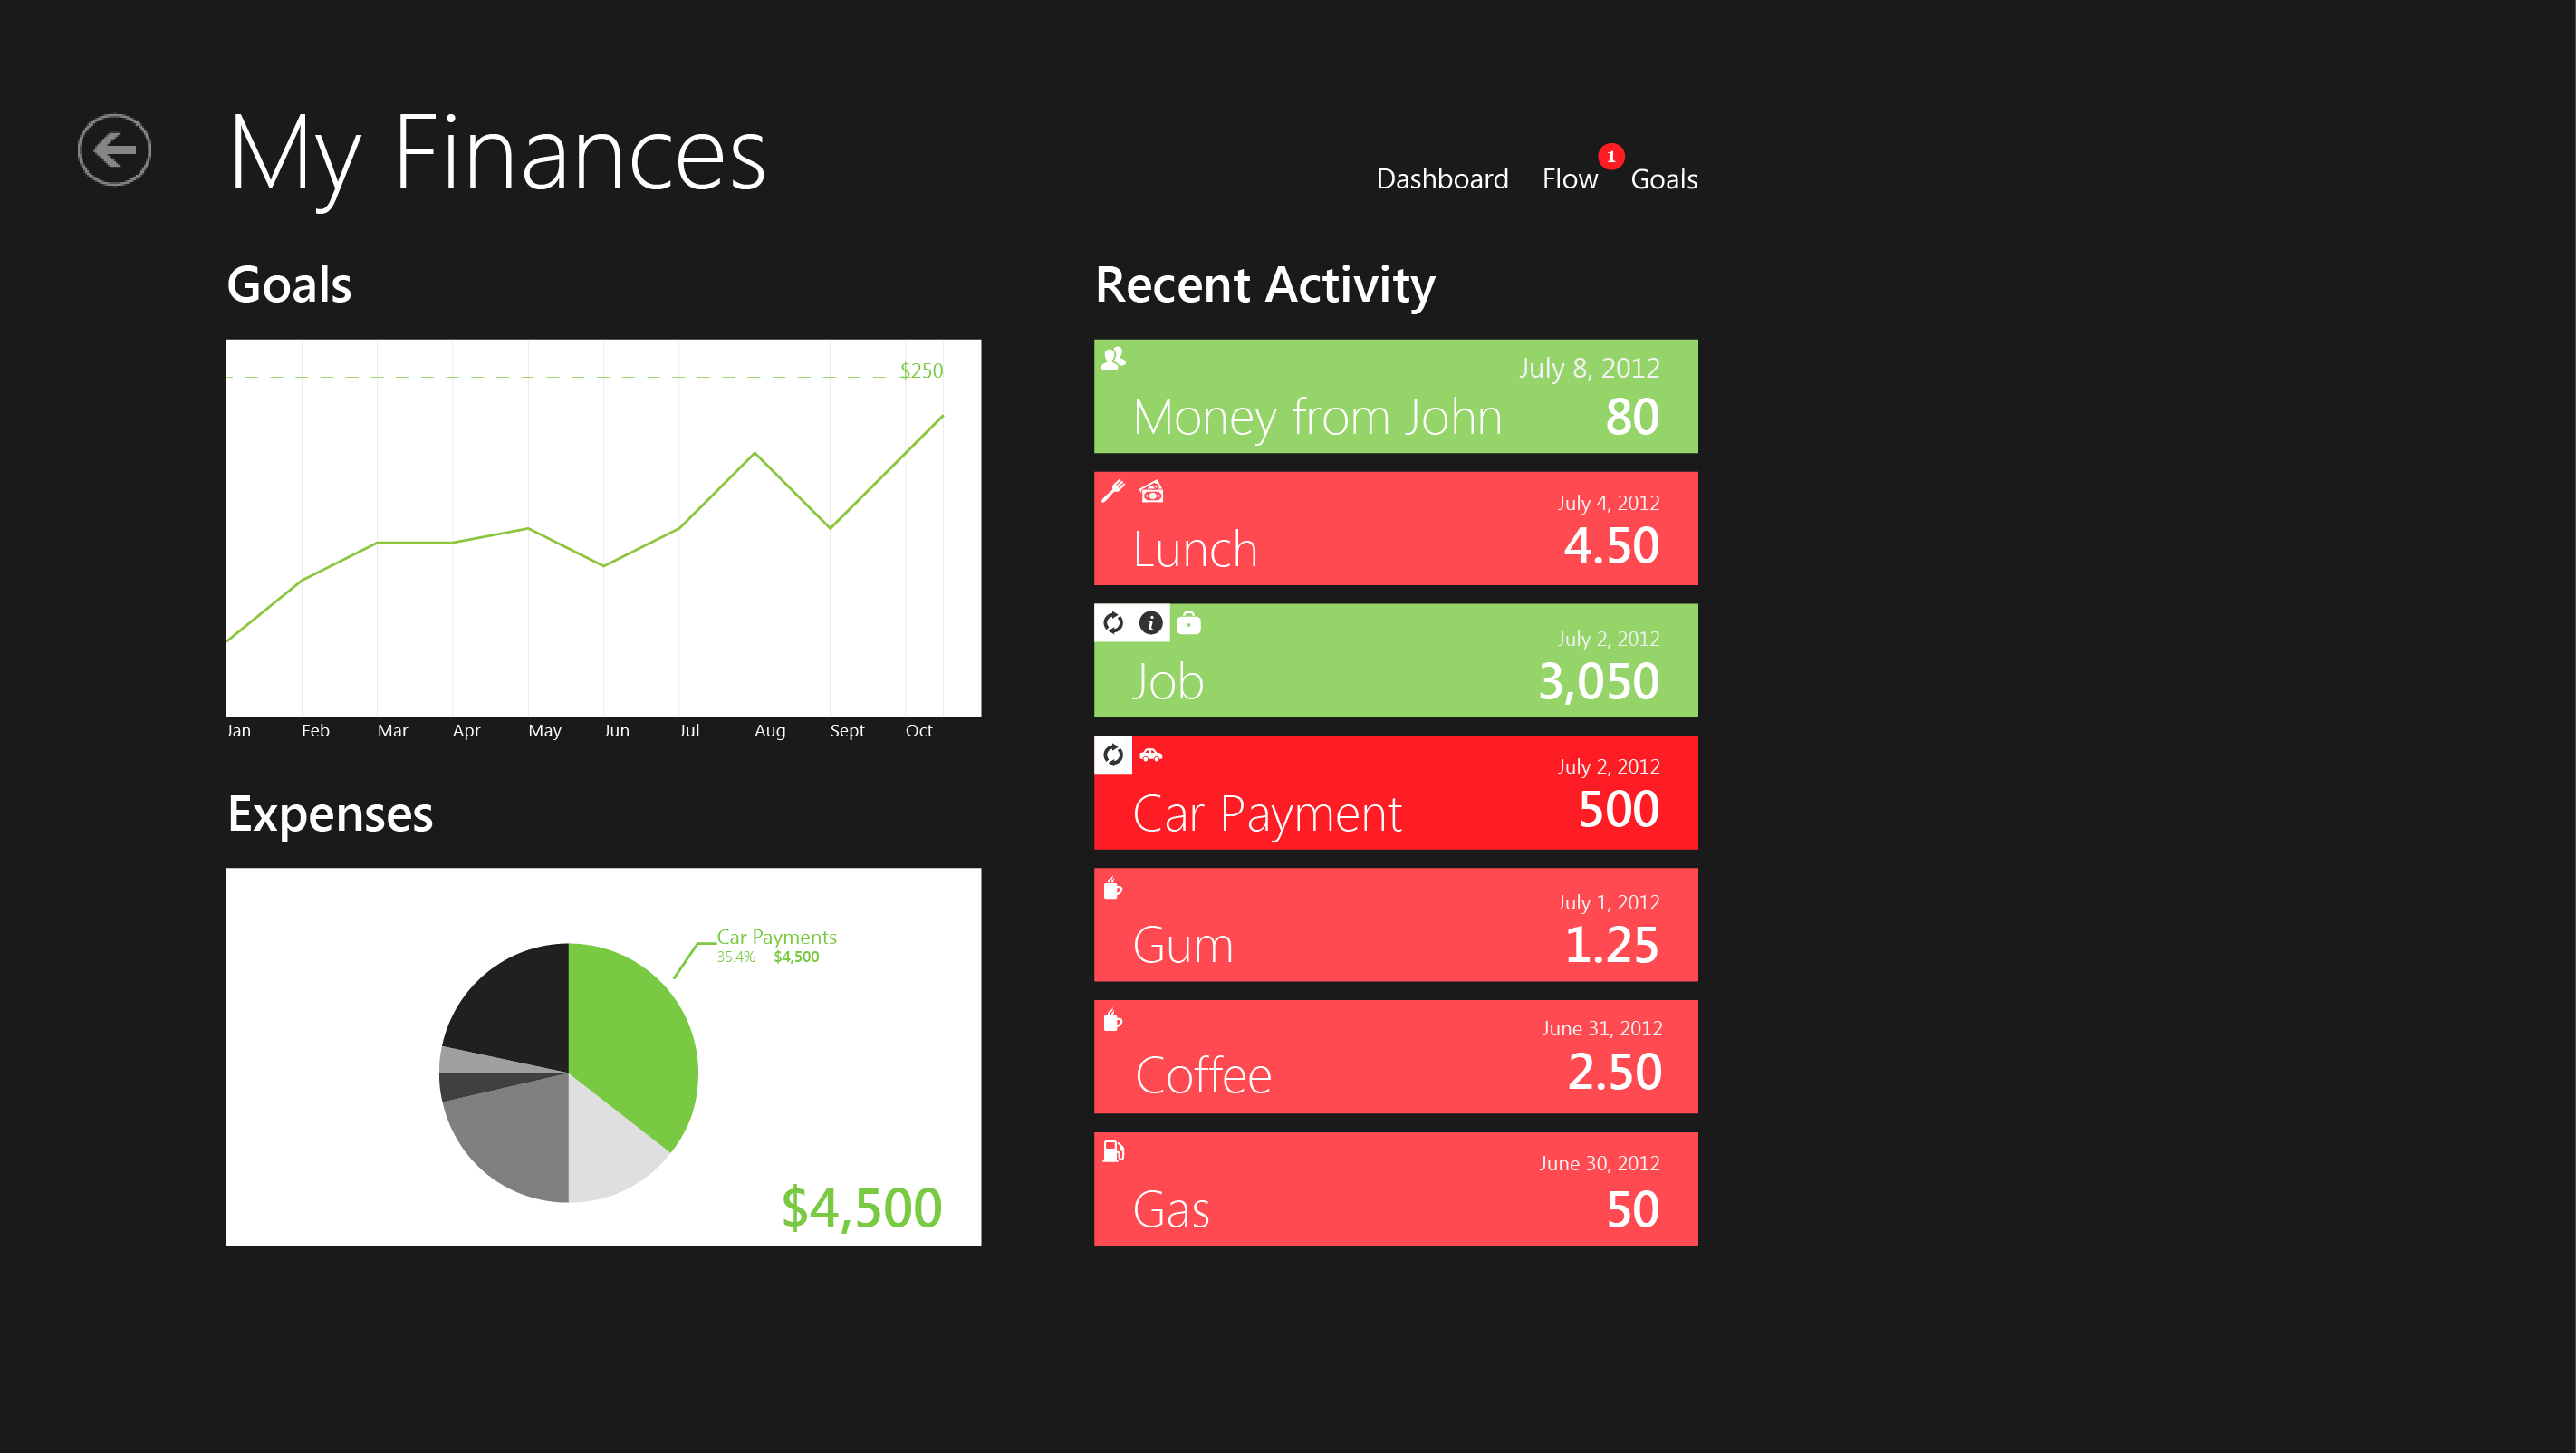 My Finances
Dashboard Flow 1 Goals
Goals
$250
Jan Feb Mar Apr May Jun Jul Aug Sept Oct
Expenses
Car Payments
35.4% $4,500
$4,500
Recent Activity
July 8, 2012
Money from John 80
July 4, 2012
Lunch 4.50
July 2, 2012
Job 3,050
July 2, 2012
Car Payment 500
July 1, 2012
Gum 1.25
June 31, 2012
Coffee 2.50
June 30, 2012
Gas 50